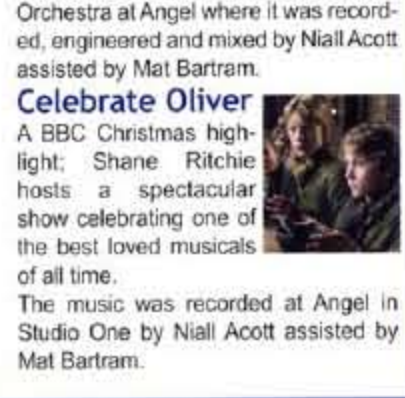 Orchestra at Angel where it was record-
ed, engineered and mixed by Niall Acott
assisted by Mat Bartram.
Celebrate Oliver
A BBC Christmas high-
light; Shane Ritchie
hosts a spectacular
show celebrating one of
the best loved musicals
of all time.
The music was recorded at Angel in
Studio One by Niall Acott assisted by
Mat Bartram.